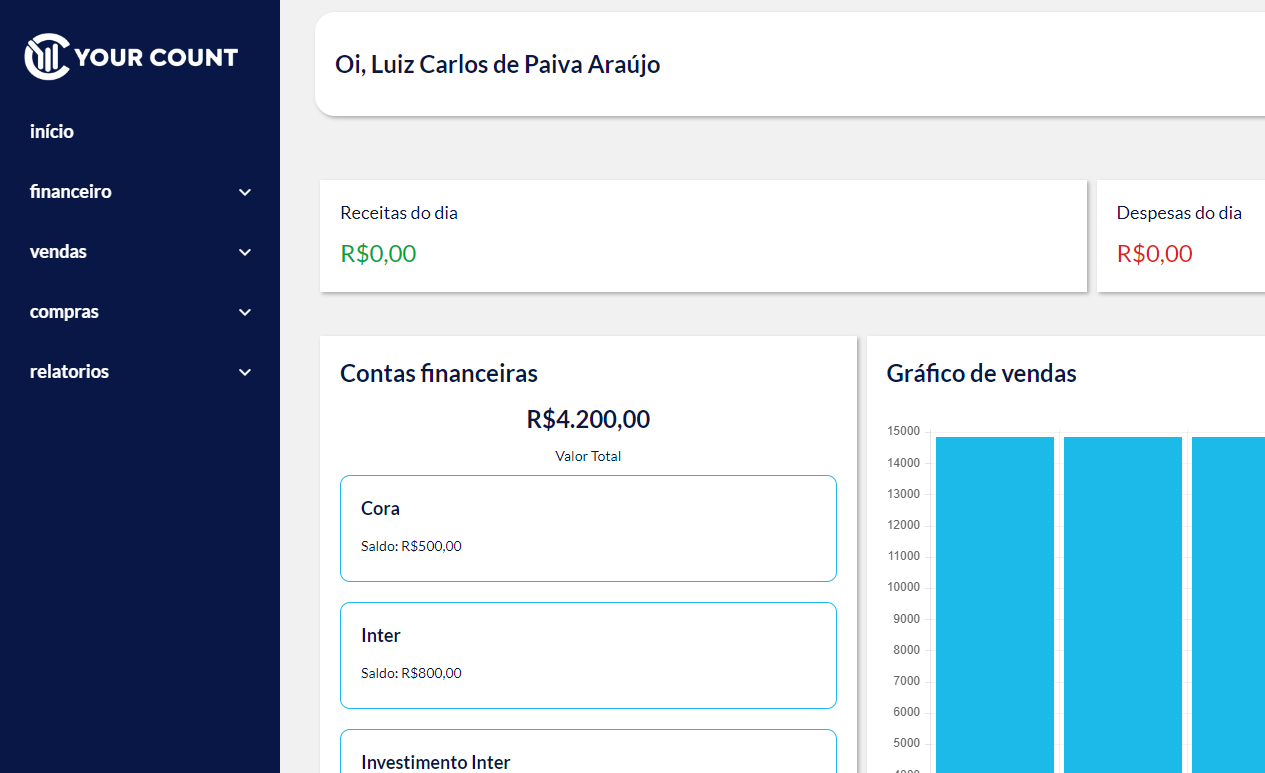 YOUR COUNT
início
financeiro
vendas
compras
relatorios
Oi, Luiz Carlos de Paiva Araújo
Receitas do dia
R$0,00
Despesas do dia
R$0,00
Contas financeiras
R$4.200,00
Valor Total
Cora
Saldo: R$500,00
Inter
Saldo: R$800,00
Investimento Inter
Gráfico de vendas
15000
14000
13000
12000
11000
10000
9000
8000
7000
6000
5000